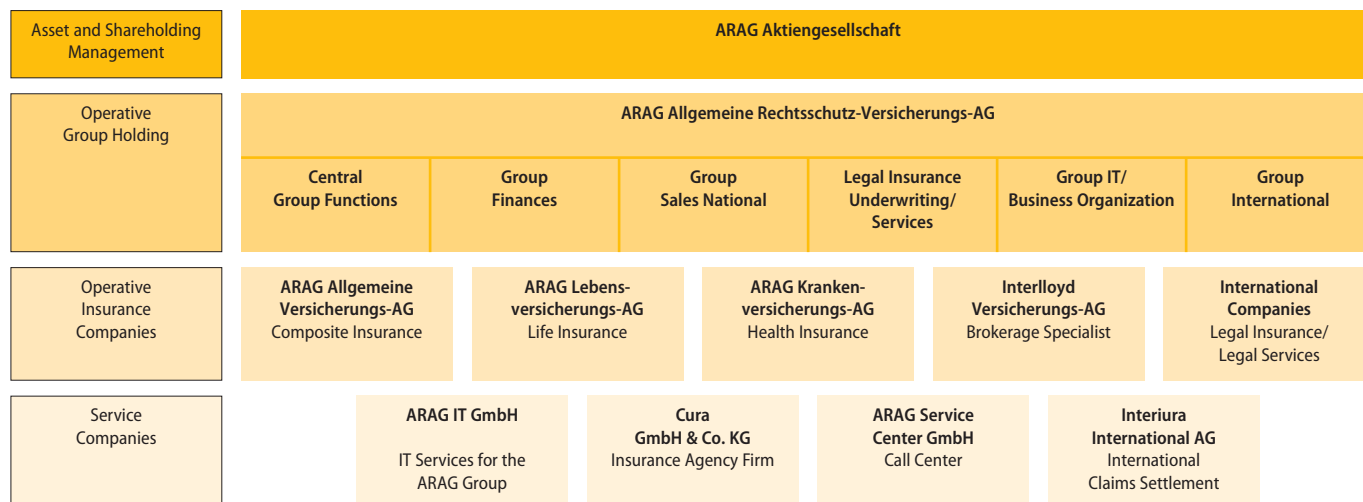 Asset and Shareholding
Management
ARAG Aktiengesellschaft
Operative
Group Holding
ARAG Allgemeine Rechtsschutz-Versicherungs-AG
Central
Group Functions
Group
Finances
Group
Sales National
Legal Insurance
Underwriting/
Services
Group IT/
Business Organization
Group
International
Operative
Insurance
Companies
ARAG Allgemeine
Versicherungs-AG
Composite Insurance
ARAG Lebens-
versicherungs-AG
Life Insurance
ARAG Kranken-
versicherungs-AG
Health Insurance
Interlloyd
Versicherungs-AG
Brokerage Specialist
International
Companies
Legal Insurance/
Legal Services
Service
Companies
ARAG IT GmbH
IT Services for the
ARAG Group
Cura
GmbH & Co. KG
Insurance Agency Firm
ARAG Service
Center GmbH
Call Center
Interiura
International AG
International
Claims Settlement